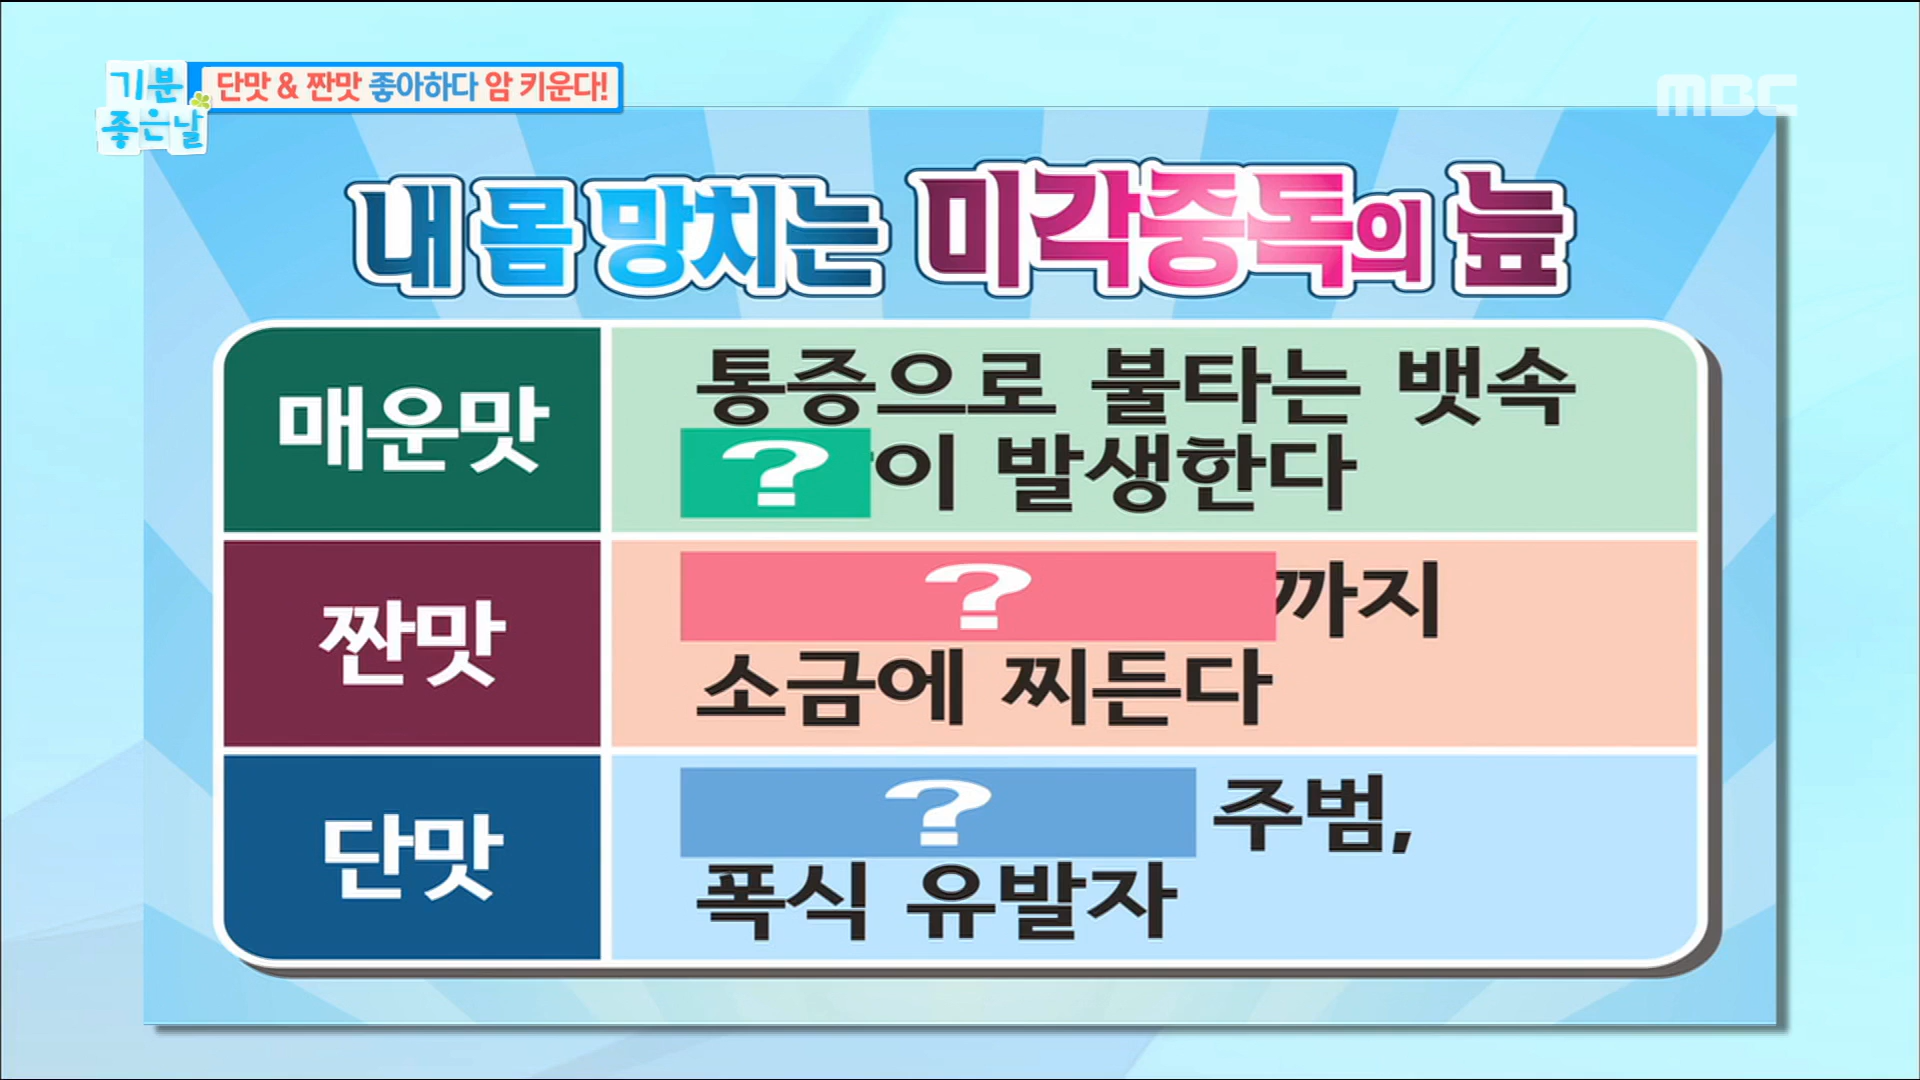 기분
좋은날
단맛 & 짠맛 좋아하다 암 키운다!
MBC
내 몸 망치는 미각중독의 늪
매운맛
통증으로 불타는 뱃속
?이 발생한다
짠맛
?까지
소금에 찌든다
단맛
? 주범,
폭식 유발자